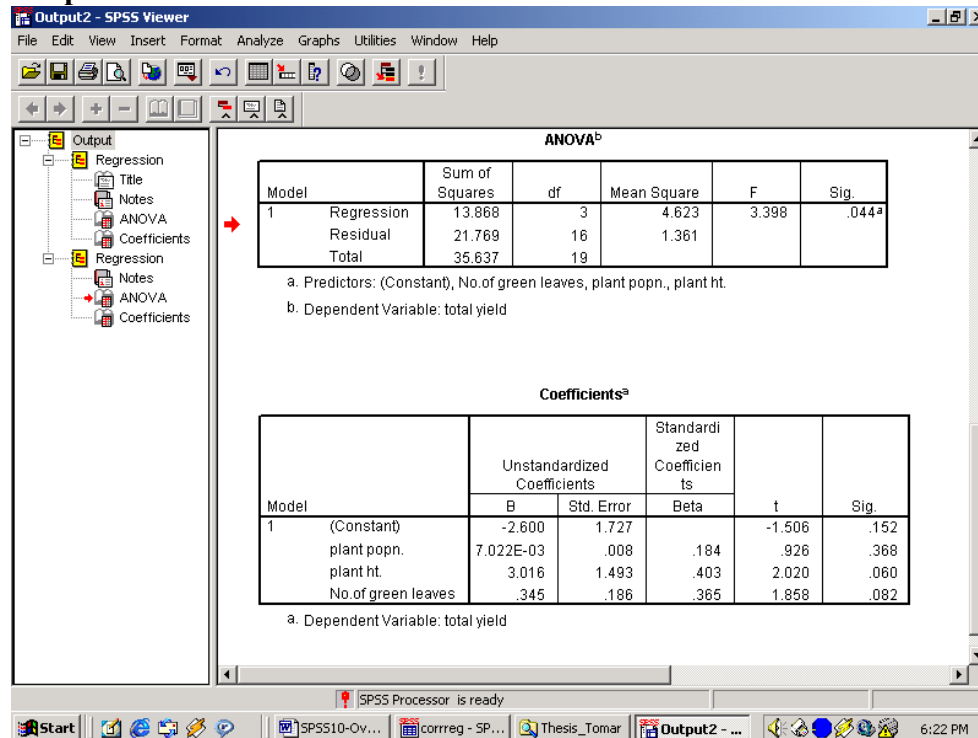 Output2 - SPSS Viewer
File Edit View Insert Format Analyze Graphs Utilities Window Help
Output
Regression
Title
Notes
ANOVA
Coefficients
Regression
Notes
ANOVA
Coefficients
ANOVAb
Model Sum of Squares df Mean Square F Sig.
1 Regression 13.868 3 4.623 3.398 .044a
Residual 21.769 16 1.361
Total 35.637 19
a. Predictors: (Constant), No.of green leaves, plant popn., plant ht.
b. Dependent Variable: total yield
Coefficientsa
Unstandardized Coefficients Standardi zed Coefficien ts
Model B Std. Error Beta t Sig.
1 (Constant) -2.600 1.727 -1.506 .152
plant popn. 7.022E-03 .008 .184 .926 .368
plant ht. 3.016 1.493 .403 2.020 .060
No.of green leaves .345 .186 .365 1.858 .082
a. Dependent Variable: total yield
SPSS Processor is ready
Start SPSS10-Ov... corrreg - SP... Thesis_Tomar Output2 - ... 6:22 PM